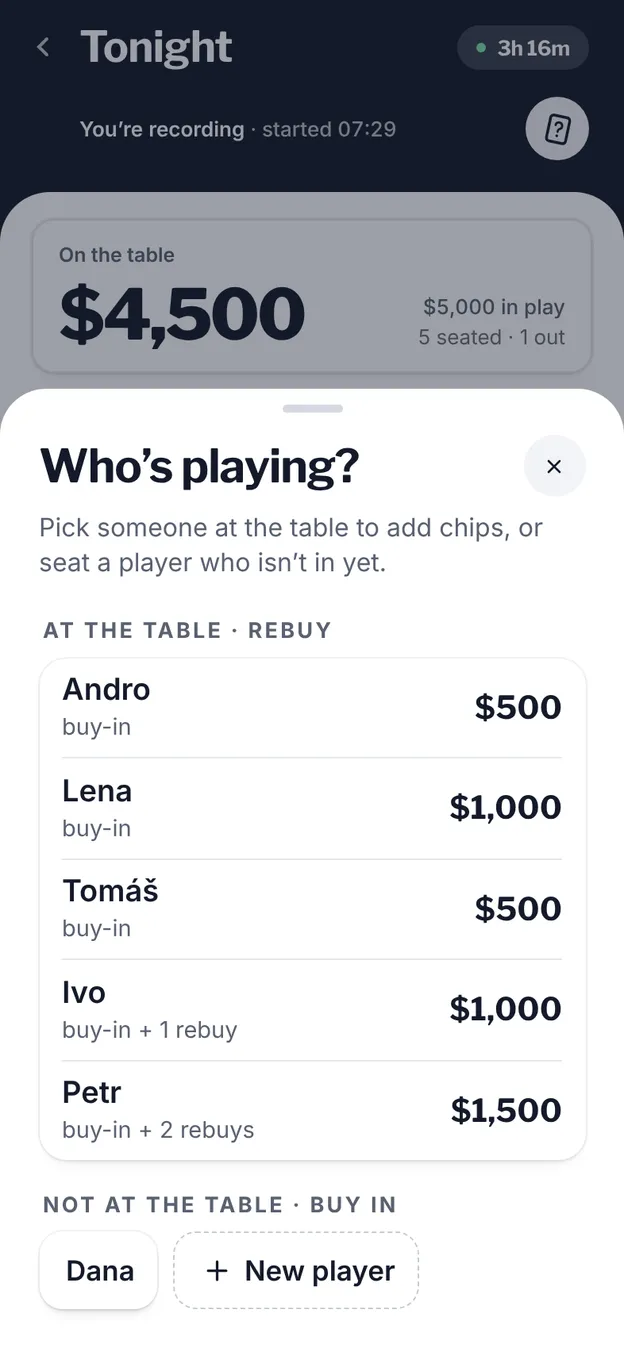 Tonight
3h 16m
You’re recording · started 07:29
?
On the table
$4,500
$5,000 in play
5 seated · 1 out
Who’s playing?
×
Pick someone at the table to add chips, or
seat a player who isn’t in yet.
AT THE TABLE · REBUY
Andro
buy-in
$500
Lena
buy-in
$1,000
Tomáš
buy-in
$500
Ivo
buy-in + 1 rebuy
$1,000
Petr
buy-in + 2 rebuys
$1,500
NOT AT THE TABLE · BUY IN
Dana
+ New player